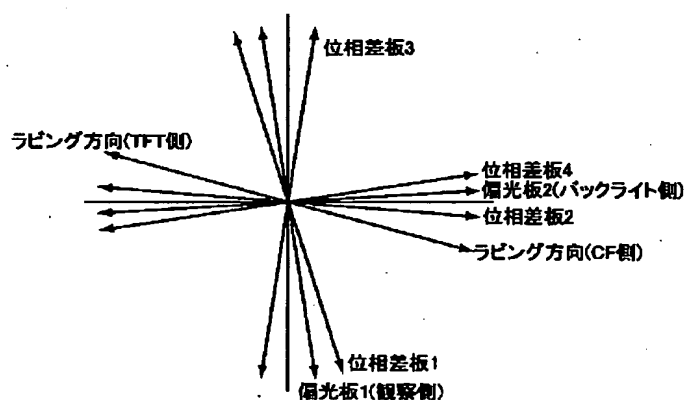 位相差板3
ラビング方向(TFT側)
位相差板4
偏光板2(バックライト側)
位相差板2
ラビング方向(CF側)
位相差板1
偏光板1(観察側)